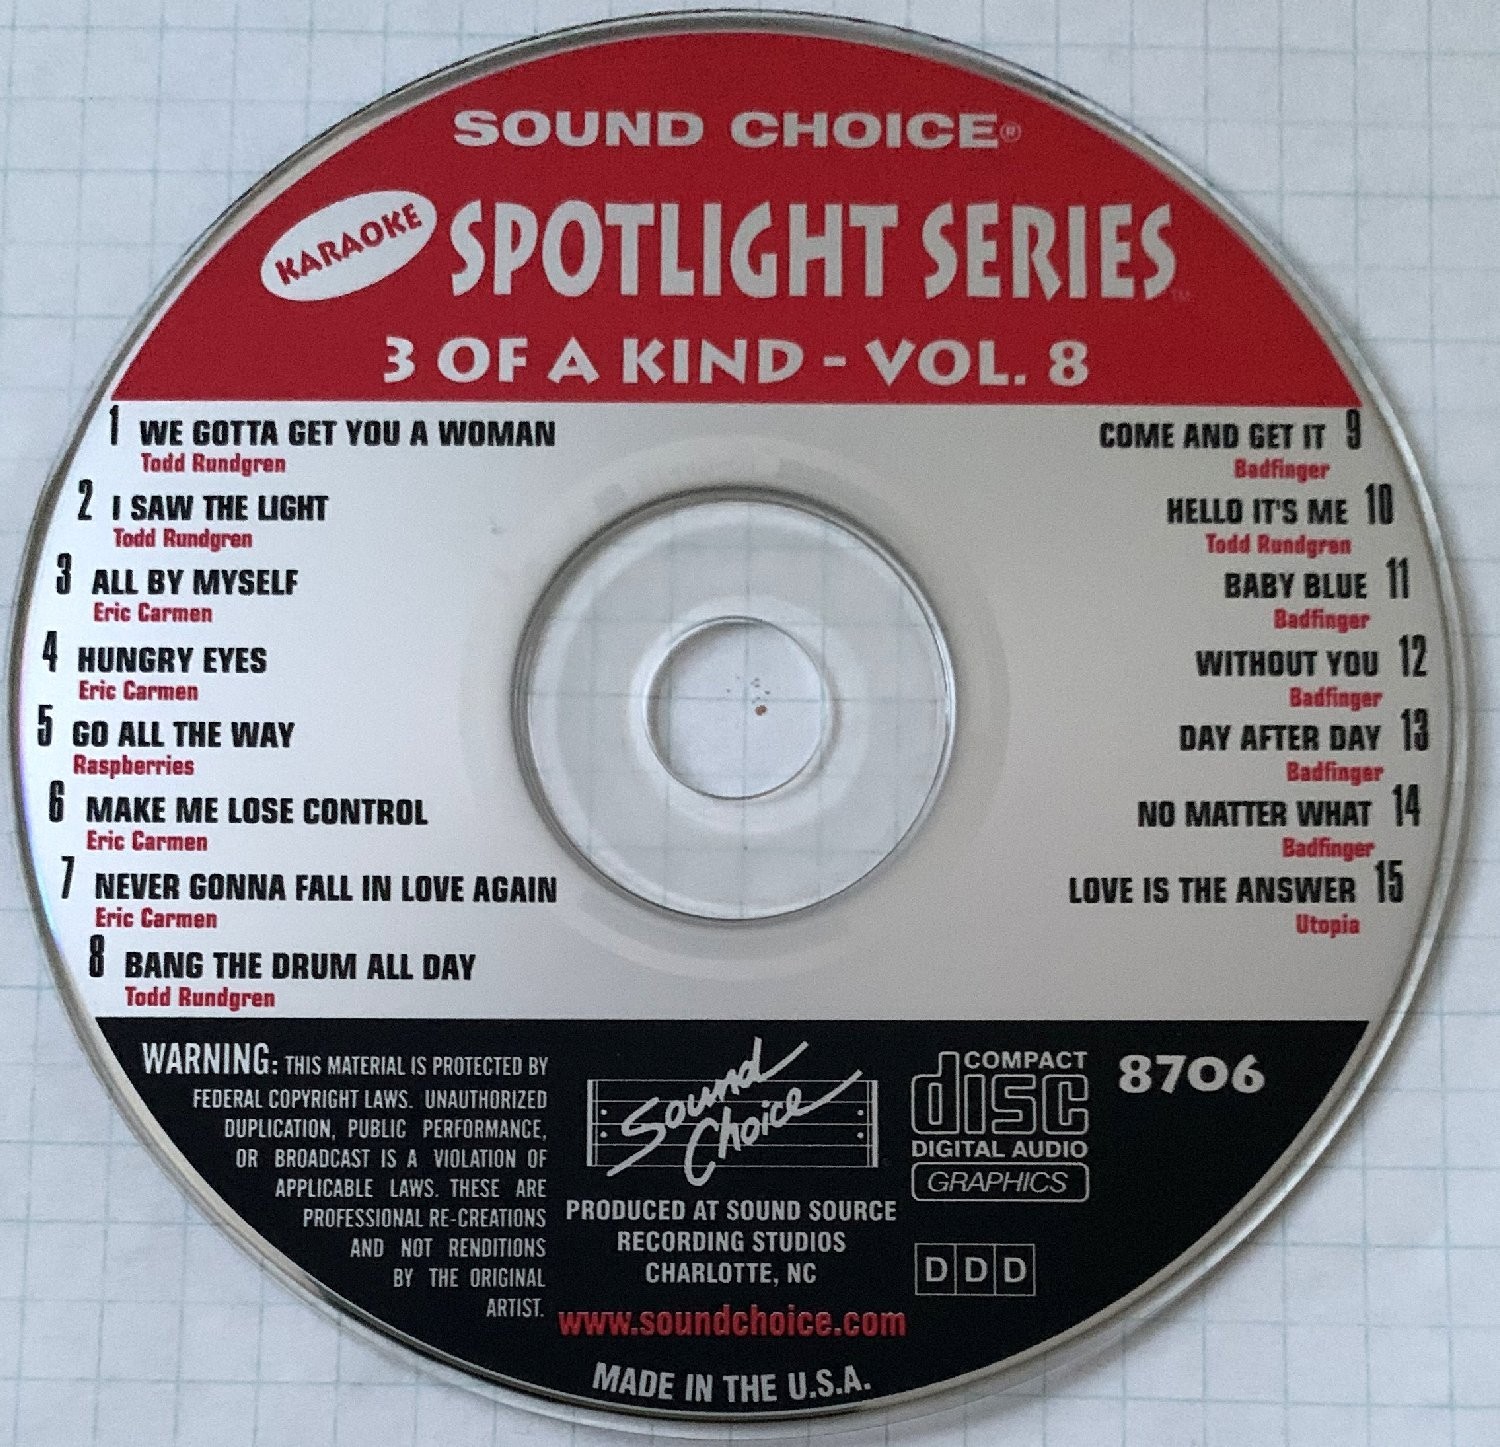 SOUND CHOICE®
KARAOKE
SPOTLIGHT SERIES™
3 OF A KIND - VOL. 8
1 WE GOTTA GET YOU A WOMAN
Todd Rundgren
2 I SAW THE LIGHT
Todd Rundgren
3 ALL BY MYSELF
Eric Carmen
4 HUNGRY EYES
Eric Carmen
5 GO ALL THE WAY
Raspberries
6 MAKE ME LOSE CONTROL
Eric Carmen
7 NEVER GONNA FALL IN LOVE AGAIN
Eric Carmen
8 BANG THE DRUM ALL DAY
Todd Rundgren
COME AND GET IT 9
Badfinger
HELLO IT'S ME 10
Todd Rundgren
BABY BLUE 11
Badfinger
WITHOUT YOU 12
Badfinger
DAY AFTER DAY 13
Badfinger
NO MATTER WHAT 14
Badfinger
LOVE IS THE ANSWER 15
Utopia
WARNING: THIS MATERIAL IS PROTECTED BY
FEDERAL COPYRIGHT LAWS. UNAUTHORIZED
DUPLICATION, PUBLIC PERFORMANCE,
OR BROADCAST IS A VIOLATION OF
APPLICABLE LAWS. THESE ARE
PROFESSIONAL RE-CREATIONS
AND NOT RENDITIONS
BY THE ORIGINAL
ARTIST.
Sound
Choice
PRODUCED AT SOUND SOURCE
RECORDING STUDIOS
CHARLOTTE, NC
www.soundchoice.com
COMPACT
disc
DIGITAL AUDIO
GRAPHICS
8706
DDD
MADE IN THE U.S.A.